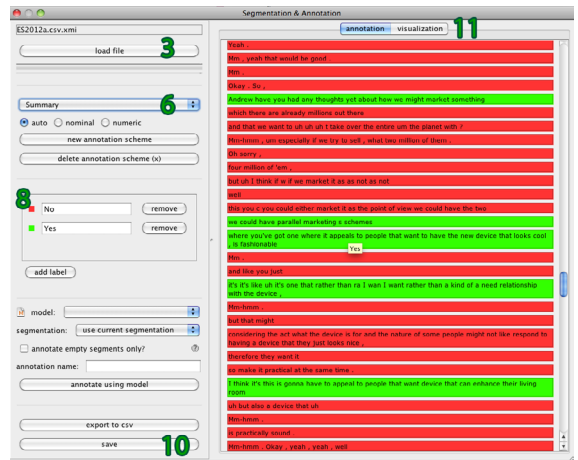 Segmentation & Annotation
ES2012a.csv.xmi
load file
3
Summary
6
auto nominal numeric
new annotation scheme
delete annotation scheme (x)
8
No remove
Yes remove
add label
model:
segmentation: use current segmentation
annotate empty segments only?
annotation name:
annotate using model
export to csv
save
10
annotation visualization
11
Yeah .
Mm , yeah that would be good .
Mm .
Okay . So ,
Andrew have you had any thoughts yet about how we might market something
which there are already millions out there
and that we want to uh uh uh t take over the entire um the planet with ?
Mm-hmm , um especially if we try to sell , what two million of them .
Oh sorry ,
four million of 'em ,
but uh I think if w if we market it as as not as not
well
this you c you could either market it as the point of view we could have the two
we could have parallel marketing s schemes
where you've got one where it appeals to people that want to have the new device that looks cool
, is fashionable
Yes
Mm .
and like you just
it's it's like uh it's one that rather than ra I wan I want rather than a kind of a need relationship
with the device ,
Mm-hmm .
but that might
considering the act what the device is for and the nature of some people might not like respond to
having a device that they just looks nice ,
therefore they want it
so make it practical at the same time .
I think it's this is gonna have to appeal to people that want device that can enhance their living
room
uh but also a device that uh
Mm-hmm .
is practically sound
Mm-hmm . Okay , yeah , yeah , well